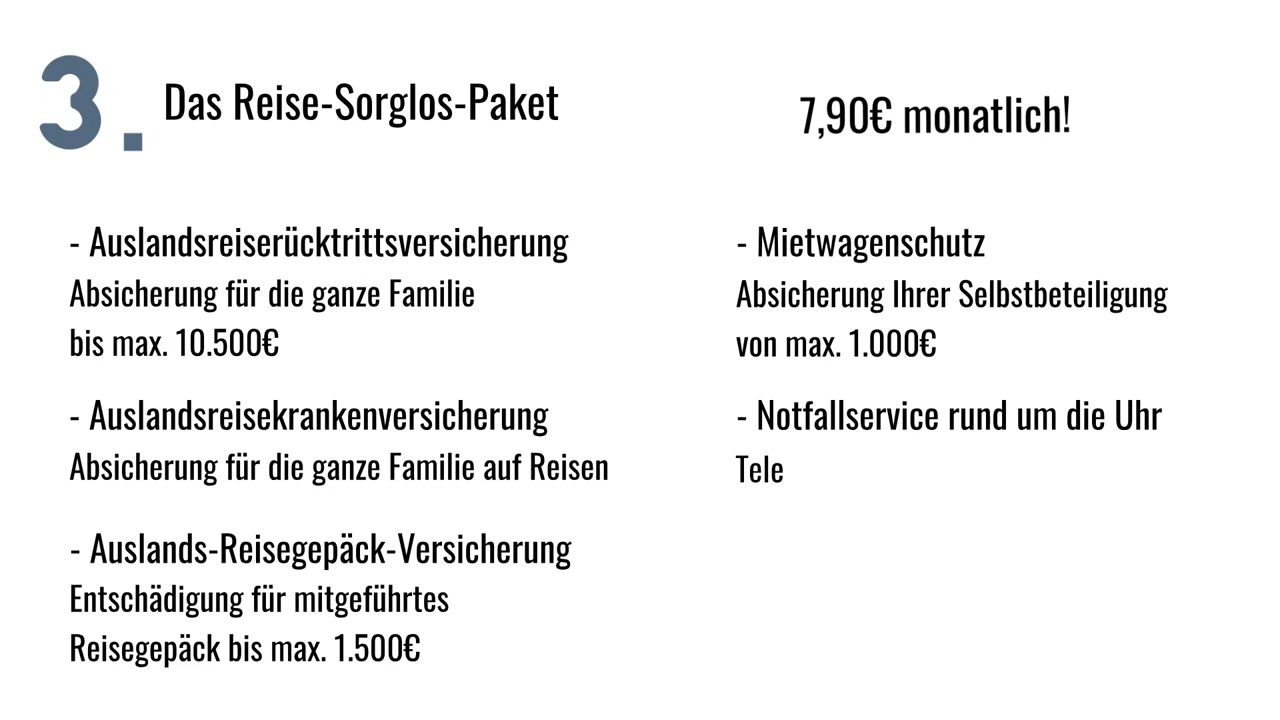 3. Das Reise-Sorglos-Paket
7,90€ monatlich!
- Auslandsreiserücktrittsversicherung
Absicherung für die ganze Familie
bis max. 10.500€
- Auslandsreisekrankenversicherung
Absicherung für die ganze Familie auf Reisen
- Auslands-Reisegepäck-Versicherung
Entschädigung für mitgeführtes
Reisegepäck bis max. 1.500€
- Mietwagenschutz
Absicherung Ihrer Selbstbeteiligung
von max. 1.000€
- Notfallservice rund um die Uhr
Tele